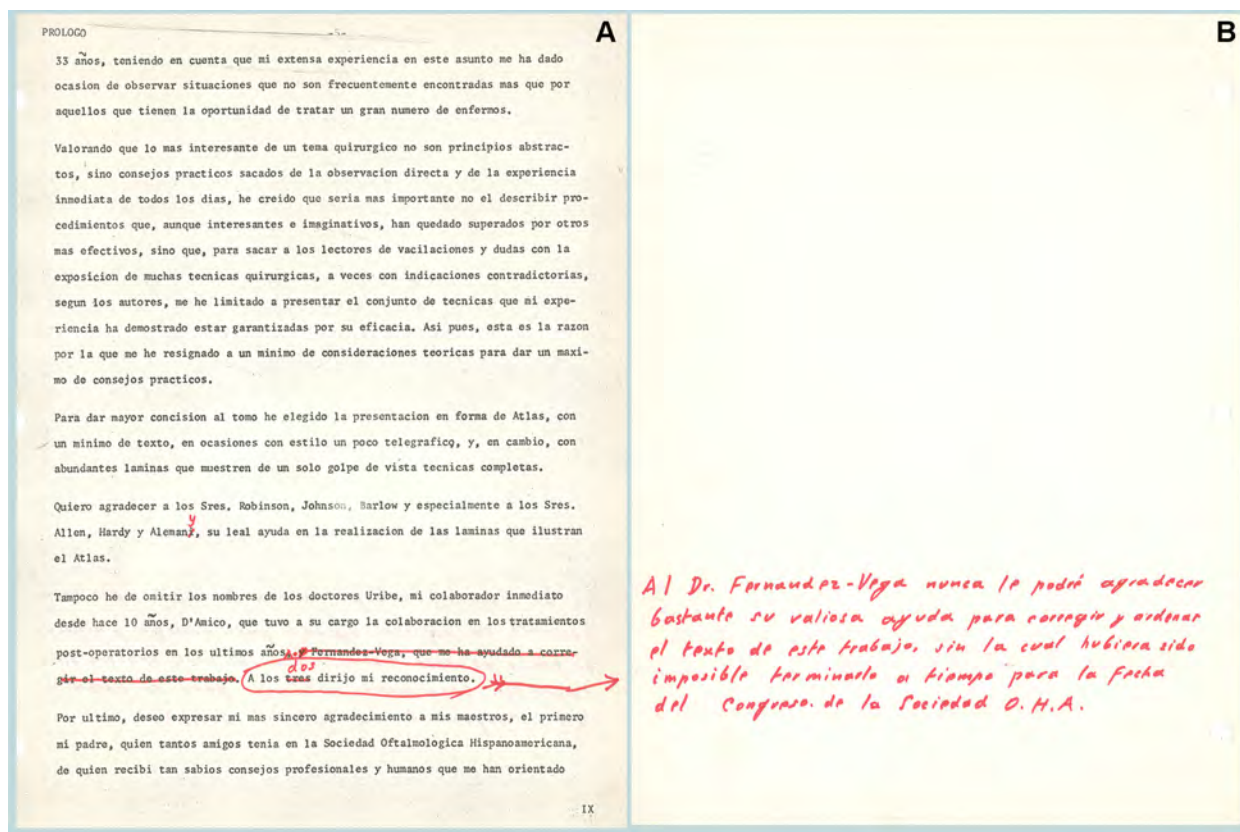 PROLOGO
-5-
A
33 años, teniendo en cuenta que mi extensa experiencia en este asunto me ha dado
ocasion de observar situaciones que no son frecuentemente encontradas mas que por
aquellos que tienen la oportunidad de tratar un gran numero de enfermos.
Valorando que lo mas interesante de un tema quirurgico no son principios abstrac-
tos, sino consejos practicos sacados de la observacion directa y de la experiencia
inmediata de todos los dias, he creido que seria mas importante no el describir pro-
cedimientos que, aunque interesantes e imaginativos, han quedado superados por otros
mas efectivos, sino que, para sacar a los lectores de vacilaciones y dudas con la
exposicion de muchas tecnicas quirurgicas, a veces con indicaciones contradictorias,
segun los autores, me he limitado a presentar el conjunto de tecnicas que mi expe-
riencia ha demostrado estar garantizadas por su eficacia. Asi pues, esta es la razon
por la que me he resignado a un minimo de consideraciones teoricas para dar un maxi-
mo de consejos practicos.
Para dar mayor concision al tomo he elegido la presentacion en forma de Atlas, con
un minimo de texto, en ocasiones con estilo un poco telegrafico, y, en cambio, con
abundantes laminas que muestren de un solo golpe de vista tecnicas completas.
Quiero agradecer a los Sres. Robinson, Johnson, Barlow y especialmente a los Sres.
y
Allen, Hardy y Aleman, su leal ayuda en la realizacion de las laminas que ilustran
el Atlas.
Tampoco he de omitir los nombres de los doctores Uribe, mi colaborador inmediato
desde hace 10 años, D'Amico, que tuvo a su cargo la colaboracion en los tratamientos
post-operatorios en los ultimos años, y Fernandez-Vega, que me ha ayudado a corre-
dos
gir el texto de este trabajo. A los tres dirijo mi reconocimiento.
Por ultimo, deseo expresar mi mas sincero agradecimiento a mis maestros, el primero
mi padre, quien tantos amigos tenia en la Sociedad Oftalmologica Hispanoamericana,
de quien recibi tan sabios consejos profesionales y humanos que me han orientado
IX
B
Al Dr. Fernandez-Vega nunca le podré agradecer
bastante su valiosa ayuda para corregir y ordenar
el texto de este trabajo, sin la cual hubiera sido
imposible terminarlo a tiempo para la fecha
del Congreso. de la Sociedad O.H.A.